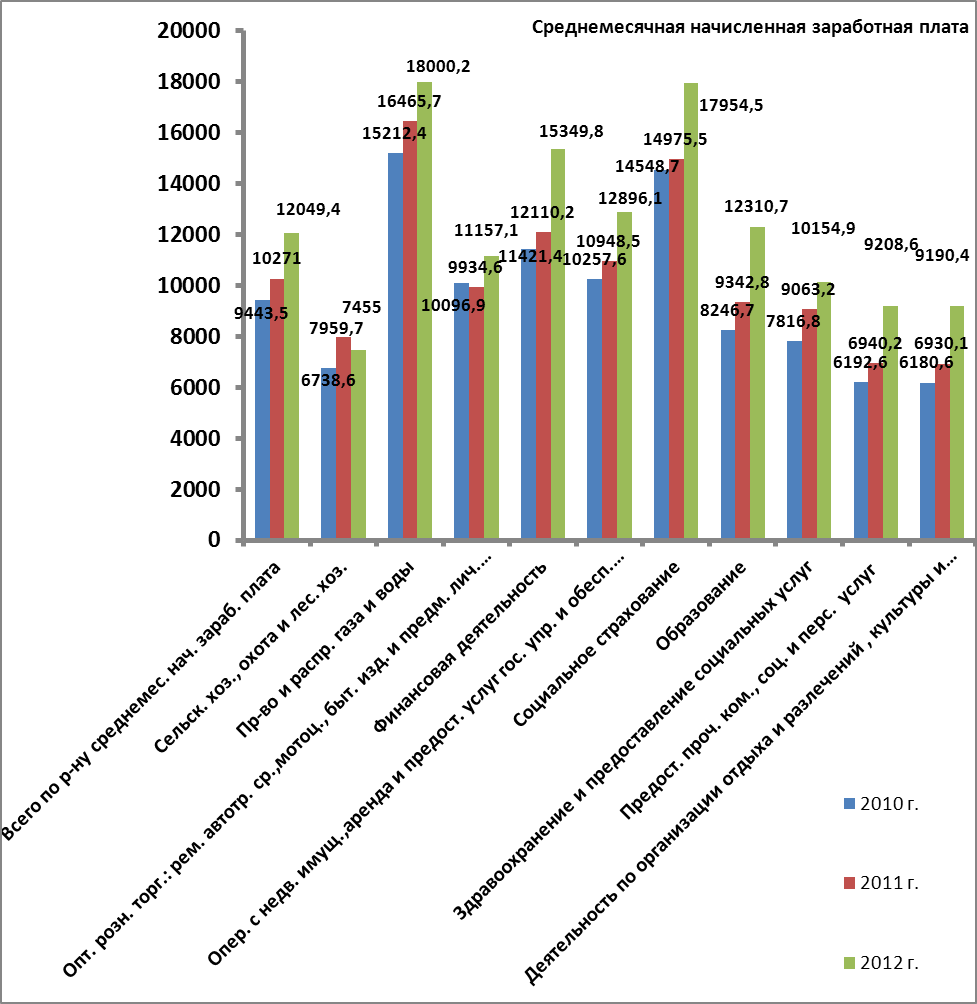 Среднемесячная начисленная заработная плата
20000
18000
16000
14000
12000
10000
8000
6000
4000
2000
0
9443,5
10271
12049,4
6738,6
7959,7
7455
15212,4
16465,7
18000,2
10096,9
9934,6
11157,1
11421,4
12110,2
15349,8
10257,6
10948,5
12896,1
14548,7
14975,5
17954,5
8246,7
9342,8
12310,7
7816,8
9063,2
10154,9
6192,6
6940,2
9208,6
6180,6
6930,1
9190,4
Всего по р-ну среднемес. нач. зараб. плата
Сельск. хоз., охота и лес. хоз.
Пр-во и распр. газа и воды
Опт. розн. торг.: рем. автотр. ср.,мотоц., быт. изд. и предм. лич....
Финансовая деятельность
Опер. с недв. имущ.,аренда и предост. услуг гос. упр. и обесп....
Социальное страхование
Образование
Здравоохранение и предоставление социальных услуг
Предост. проч. ком., соц. и перс. услуг
Деятельность по организации отдыха и разлечений , культуры и...
2010 г.
2011 г.
2012 г.